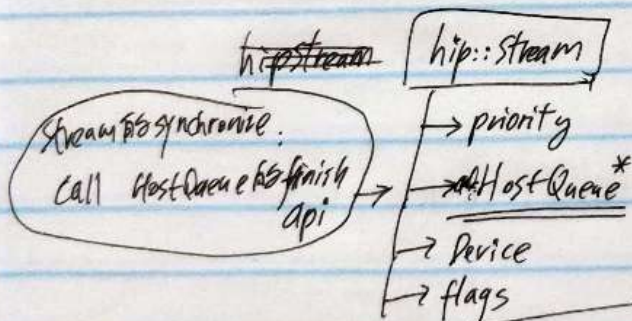 hipstream
hip::stream
stream的synchronize:
call HostQueue的finish
api
→ priority
→ HostQueue*
→ Device
→ flags